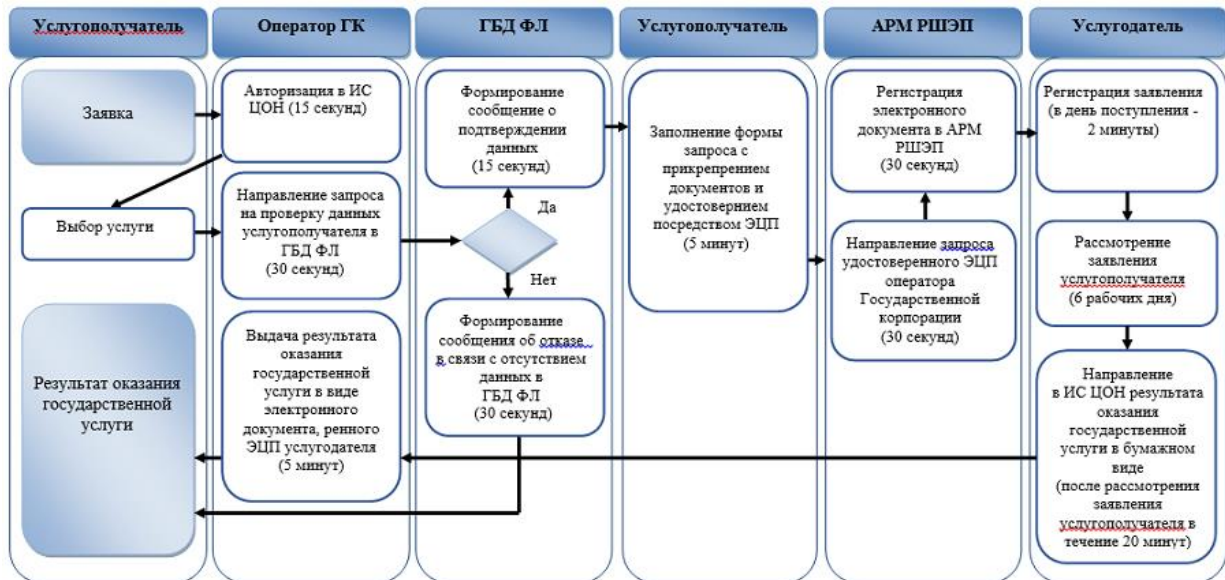 Услугополучатель
Оператор ГК
ГБД ФЛ
Услугополучатель
АРМ РШЭП
Услугодатель
Заявка
Авторизация в ИС
ЦОН (15 секунд)
Формирование
сообщение о
подтверждении
данных
(15 секунд)
Заполнение формы
запроса с
прикрепрением
документов и
удостовернием
посредством ЭЦП
(5 минут)
Регистрация
электронного
документа в АРМ
РШЭП
(30 секунд)
Регистрация заявления
(в день поступления -
2 минуты)
Выбор услуги
Направление запроса
на проверку данных
услугополучателя в
ГБД ФЛ
(30 секунд)
Да
Нет
Направление запроса
удостоверенного ЭЦП
оператора
Государственной
корпорации
(30 секунд)
Рассмотрение
заявления
услугополучателя
(6 рабочих дня)
Результат оказания
государственной
услуги
Выдача результата
оказания
государственной
услуги в виде
электронного
документа, ренного
ЭЦП услугодателя
(5 минут)
Формирование
сообщения об отказе
в связи с отсутствием
данных в
ГБД ФЛ
(30 секунд)
Направление
в ИС ЦОН результата
оказания
государственной
услуги в бумажном
виде
(после рассмотрения
заявления
услугополучателя в
течение 20 минут)